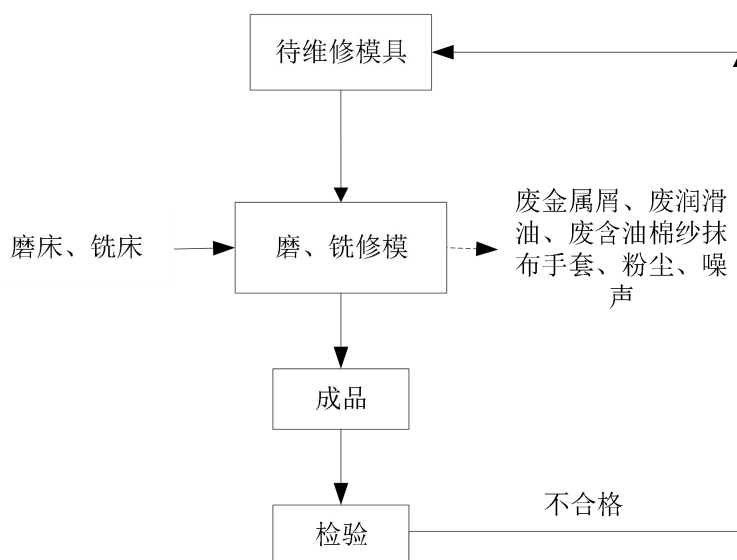 待维修模具
废金属屑、废润滑
油、废含油棉纱抹
布手套、粉尘、噪
声
磨床、铣床
磨、铣修模
成品
不合格
检验